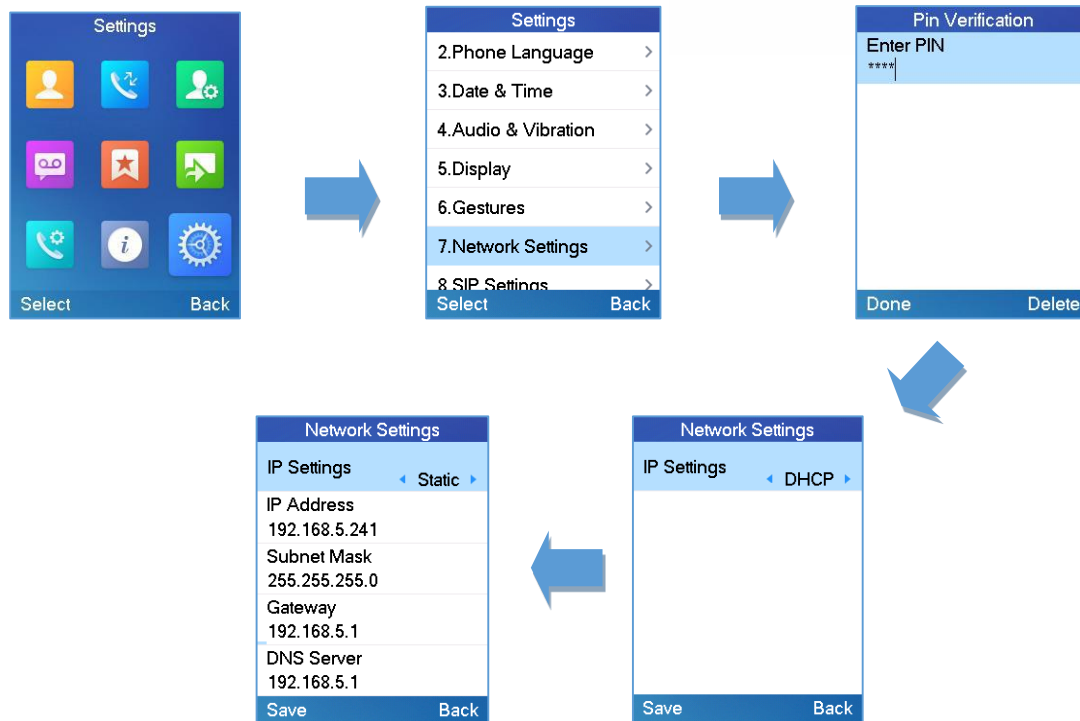 Settings
Select Back
Settings
2.Phone Language
3.Date & Time
4.Audio & Vibration
5.Display
6.Gestures
7.Network Settings
8 SIP Settings
Select Back
Pin Verification
Enter PIN
****
Done Delete
Network Settings
IP Settings Static
IP Address
192.168.5.241
Subnet Mask
255.255.255.0
Gateway
192.168.5.1
DNS Server
192.168.5.1
Save Back
Network Settings
IP Settings DHCP
Save Back